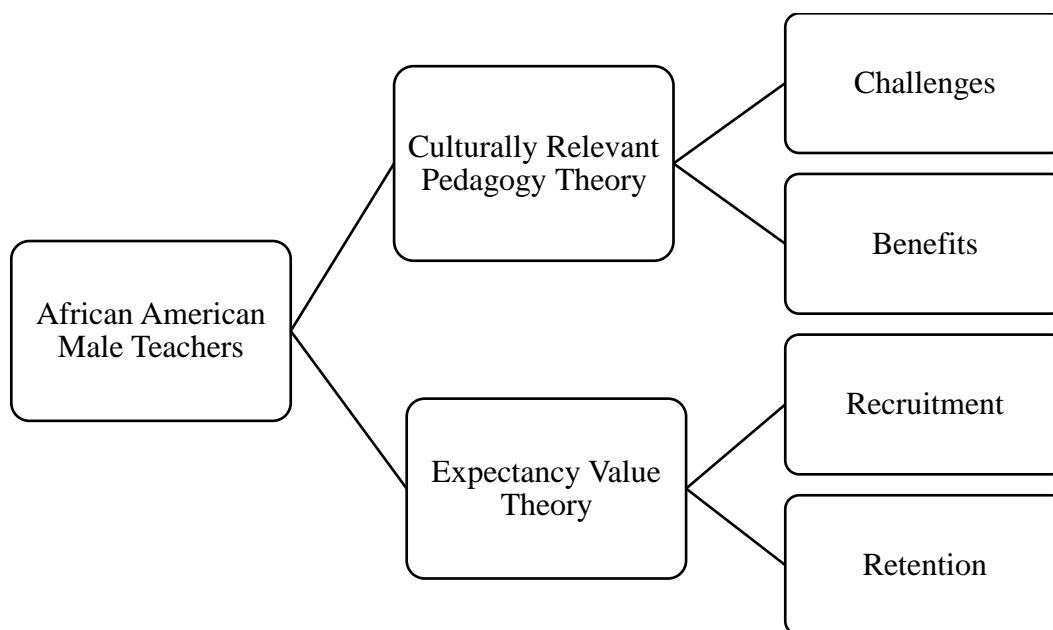 African American
Male Teachers
Culturally Relevant
Pedagogy Theory
Challenges
Benefits
Expectancy Value
Theory
Recruitment
Retention